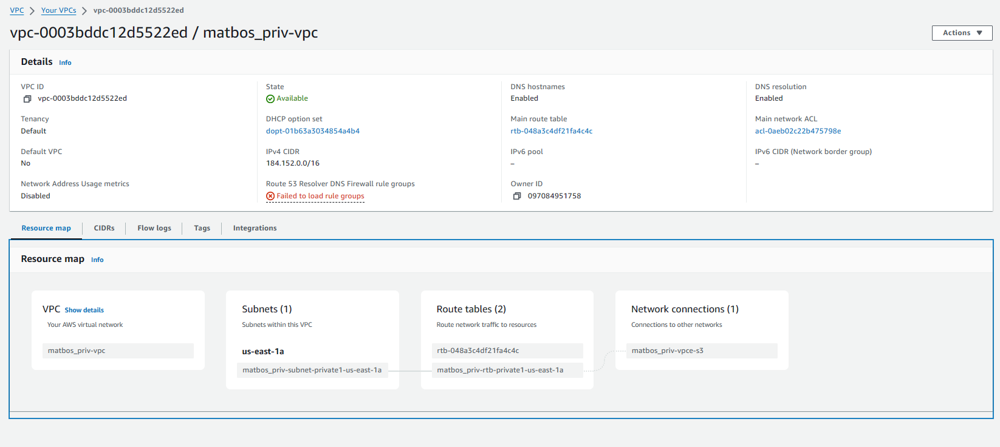 VPC > Your VPCs > vpc-0003bddc12d5522ed
vpc-0003bddc12d5522ed / matbos_priv-vpc
Actions ▼
Details Info
VPC ID
vpc-0003bddc12d5522ed
State
Available
DNS hostnames
Enabled
DNS resolution
Enabled
Tenancy
Default
DHCP option set
dopt-01b63a3034854a4b4
Main route table
rtb-048a3c4df21fa4c4c
Main network ACL
acl-0aeb02c22b475798e
Default VPC
No
IPv4 CIDR
184.152.0.0/16
IPv6 pool
–
IPv6 CIDR (Network border group)
–
Network Address Usage metrics
Disabled
Route 53 Resolver DNS Firewall rule groups
Failed to load rule groups
Owner ID
097084951758
Resource map CIDRs Flow logs Tags Integrations
Resource map Info
VPC Show details
Your AWS virtual network
matbos_priv-vpc
Subnets (1)
Subnets within this VPC
us-east-1a
matbos_priv-subnet-private1-us-east-1a
Route tables (2)
Route network traffic to resources
rtb-048a3c4df21fa4c4c
matbos_priv-rtb-private1-us-east-1a
Network connections (1)
Connections to other networks
matbos_priv-vpce-s3